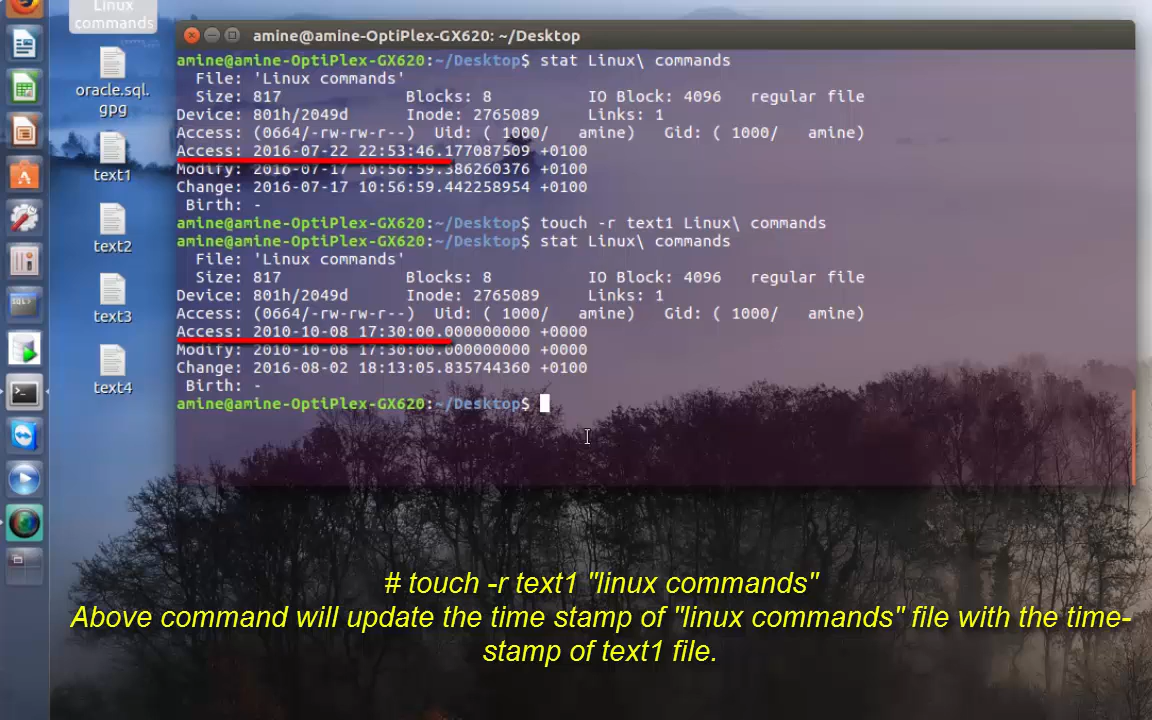 Linux
commands
oracle.sql.
gpg
text1
text2
text3
text4
amine@amine-OptiPlex-GX620: ~/Desktop
amine@amine-OptiPlex-GX620:~/Desktop$ stat Linux\ commands
File: 'Linux commands'
Size: 817 Blocks: 8 IO Block: 4096 regular file
Device: 801h/2049d Inode: 2765089 Links: 1
Access: (0664/-rw-rw-r--) Uid: ( 1000/ amine) Gid: ( 1000/ amine)
Access: 2016-07-22 22:53:46.177087509 +0100
Modify: 2016-07-17 10:56:59.386260376 +0100
Change: 2016-07-17 10:56:59.442258954 +0100
Birth: -
amine@amine-OptiPlex-GX620:~/Desktop$ touch -r text1 Linux\ commands
amine@amine-OptiPlex-GX620:~/Desktop$ stat Linux\ commands
File: 'Linux commands'
Size: 817 Blocks: 8 IO Block: 4096 regular file
Device: 801h/2049d Inode: 2765089 Links: 1
Access: (0664/-rw-rw-r--) Uid: ( 1000/ amine) Gid: ( 1000/ amine)
Access: 2010-10-08 17:30:00.000000000 +0000
Modify: 2010-10-08 17:30:00.000000000 +0000
Change: 2016-08-02 18:13:05.835744360 +0100
Birth: -
amine@amine-OptiPlex-GX620:~/Desktop$
# touch -r text1 "linux commands"
Above command will update the time stamp of "linux commands" file with the time-
stamp of text1 file.